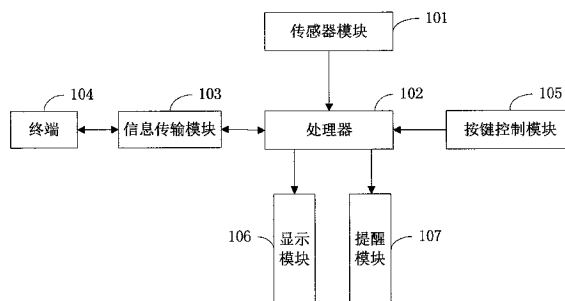 传感器模块
101
104
103
102
105
终端
信息传输模块
处理器
按键控制模块
106
显示
模块
提醒
模块
107